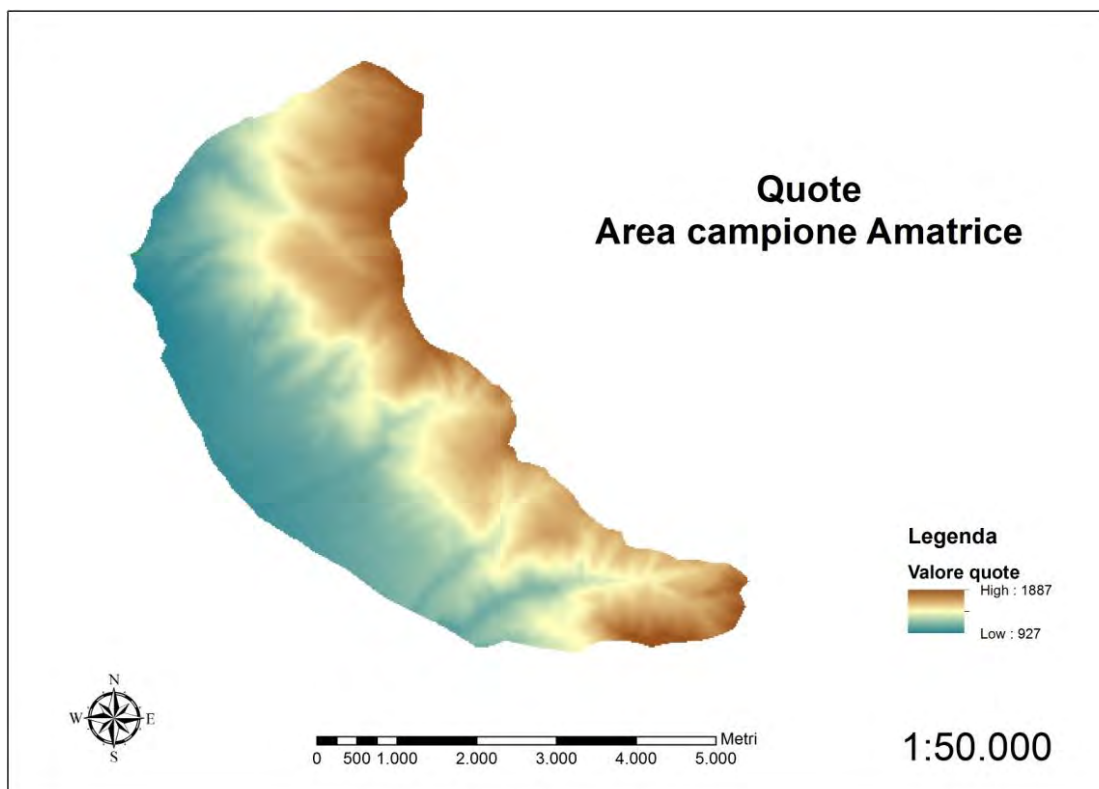 Quote
Area campione Amatrice
Legenda
Valore quote
High : 1887
Low : 927
N
W E
S
Metri
0 500 1.000 2.000 3.000 4.000 5.000
1:50.000